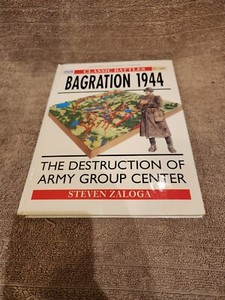 CLASSIC BATTLES
BAGRATION 1944
THE DESTRUCTION OF
ARMY GROUP CENTER
STEVEN ZALOGA